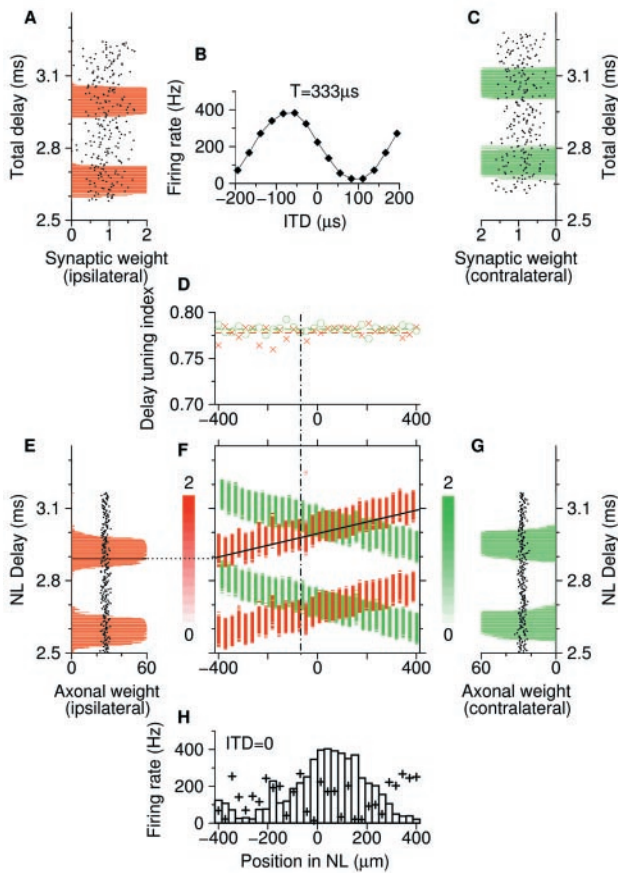 A
B
C
Total delay (ms)
3.1
2.8
2.5
0 1 2
Synaptic weight
(ipsilateral)
Firing rate
(Hz)
T=333μs
400
200
0
−200 −100 0 100 200
ITD (μs)
Total delay (ms)
3.1
2.8
2.5
2 1 0
Synaptic weight
(contralateral)
D
Delay tuning index
0.80
0.75
0.70
−400 −200 0 200 400
E
F
G
NL Delay (ms)
3.1
2.8
2.5
0 60
Axonal weight
(ipsilateral)
2
0
−400 −200 0 200 400
2
0
NL Delay (ms)
3.1
2.8
2.5
60 0
Axonal weight
(contralateral)
H
Firing rate
(Hz)
ITD=0
400
200
0
−400 −200 0 200 400
Position in NL (μm)